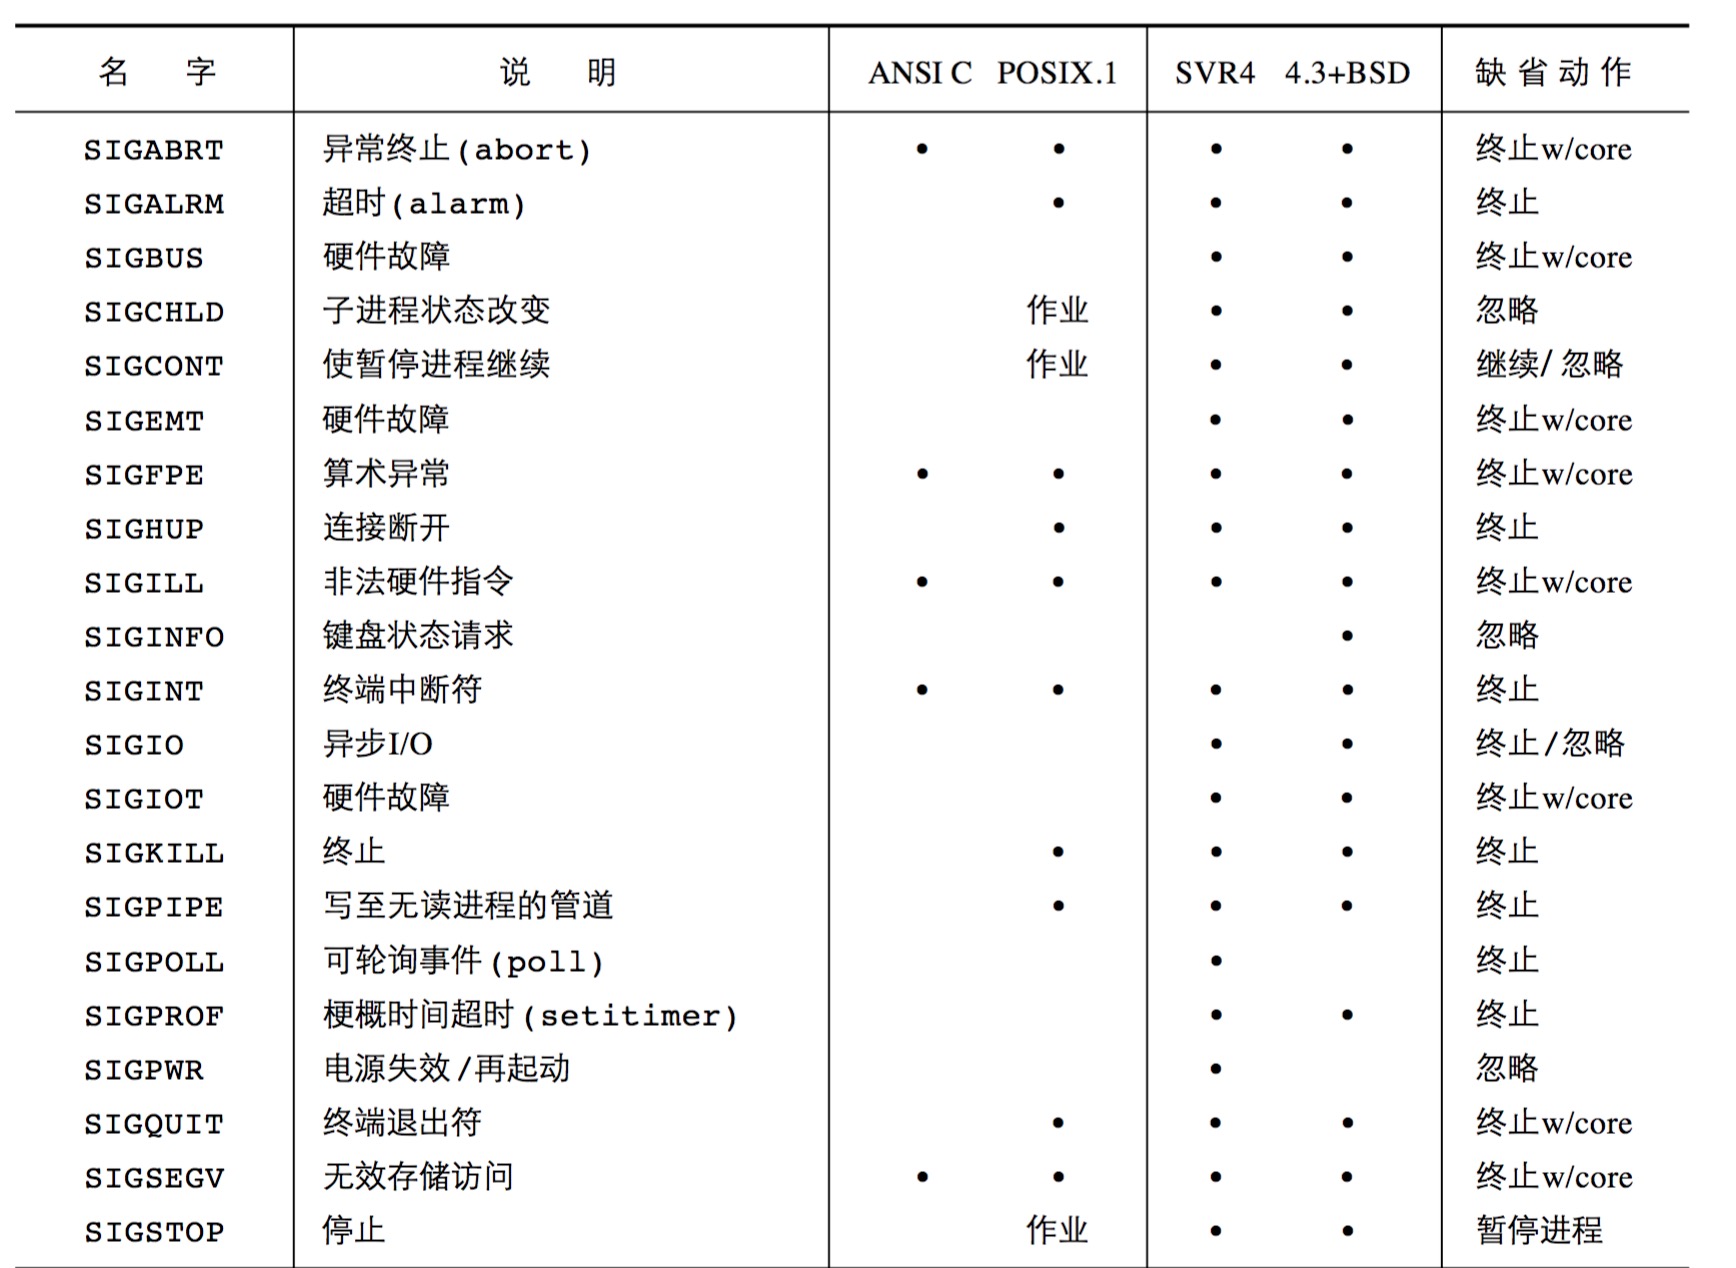 名 字 说 明 ANSI C POSIX.1 SVR4 4.3+BSD 缺省动作
SIGABRT 异常终止(abort) • • • • 终止w/core
SIGALRM 超时(alarm) • • • 终止
SIGBUS 硬件故障 • • 终止w/core
SIGCHLD 子进程状态改变 作业 • • 忽略
SIGCONT 使暂停进程继续 作业 • • 继续/忽略
SIGEMT 硬件故障 • • 终止w/core
SIGFPE 算术异常 • • • • 终止w/core
SIGHUP 连接断开 • • • 终止
SIGILL 非法硬件指令 • • • • 终止w/core
SIGINFO 键盘状态请求 • 忽略
SIGINT 终端中断符 • • • • 终止
SIGIO 异步I/O • • 终止/忽略
SIGIOT 硬件故障 • • 终止w/core
SIGKILL 终止 • • • 终止
SIGPIPE 写至无读进程的管道 • • • 终止
SIGPOLL 可轮询事件(poll) • 终止
SIGPROF 梗概时间超时(setitimer) • • 终止
SIGPWR 电源失效/再起动 • 忽略
SIGQUIT 终端退出符 • • • 终止w/core
SIGSEGV 无效存储访问 • • • • 终止w/core
SIGSTOP 停止 作业 • • 暂停进程